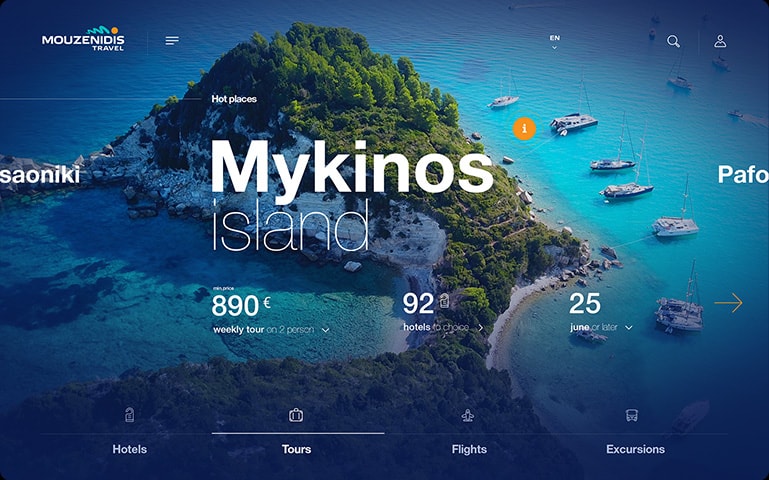 MOUZENIDIS
TRAVEL
EN
Hot places
saoniki
Mykinos
island
Pafo
i
min.price
890 €
weekly tour on 2 person
92
hotels to choice
25
june or later
Hotels
Tours
Flights
Excursions